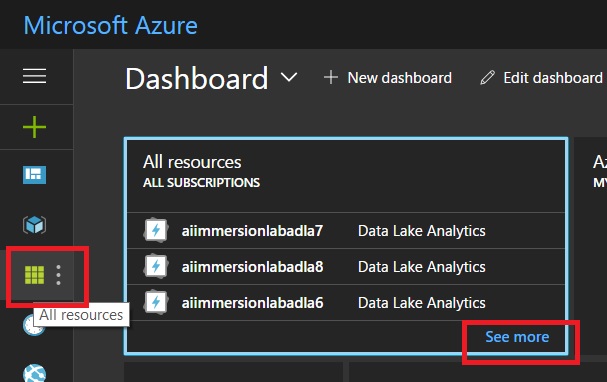 Microsoft Azure
Dashboard
New dashboard
Edit dashboard
All resources
ALL SUBSCRIPTIONS
aiimmersionlabadla7 Data Lake Analytics
aiimmersionlabadla8 Data Lake Analytics
aiimmersionlabadla6 Data Lake Analytics
See more
Az
MY
All resources